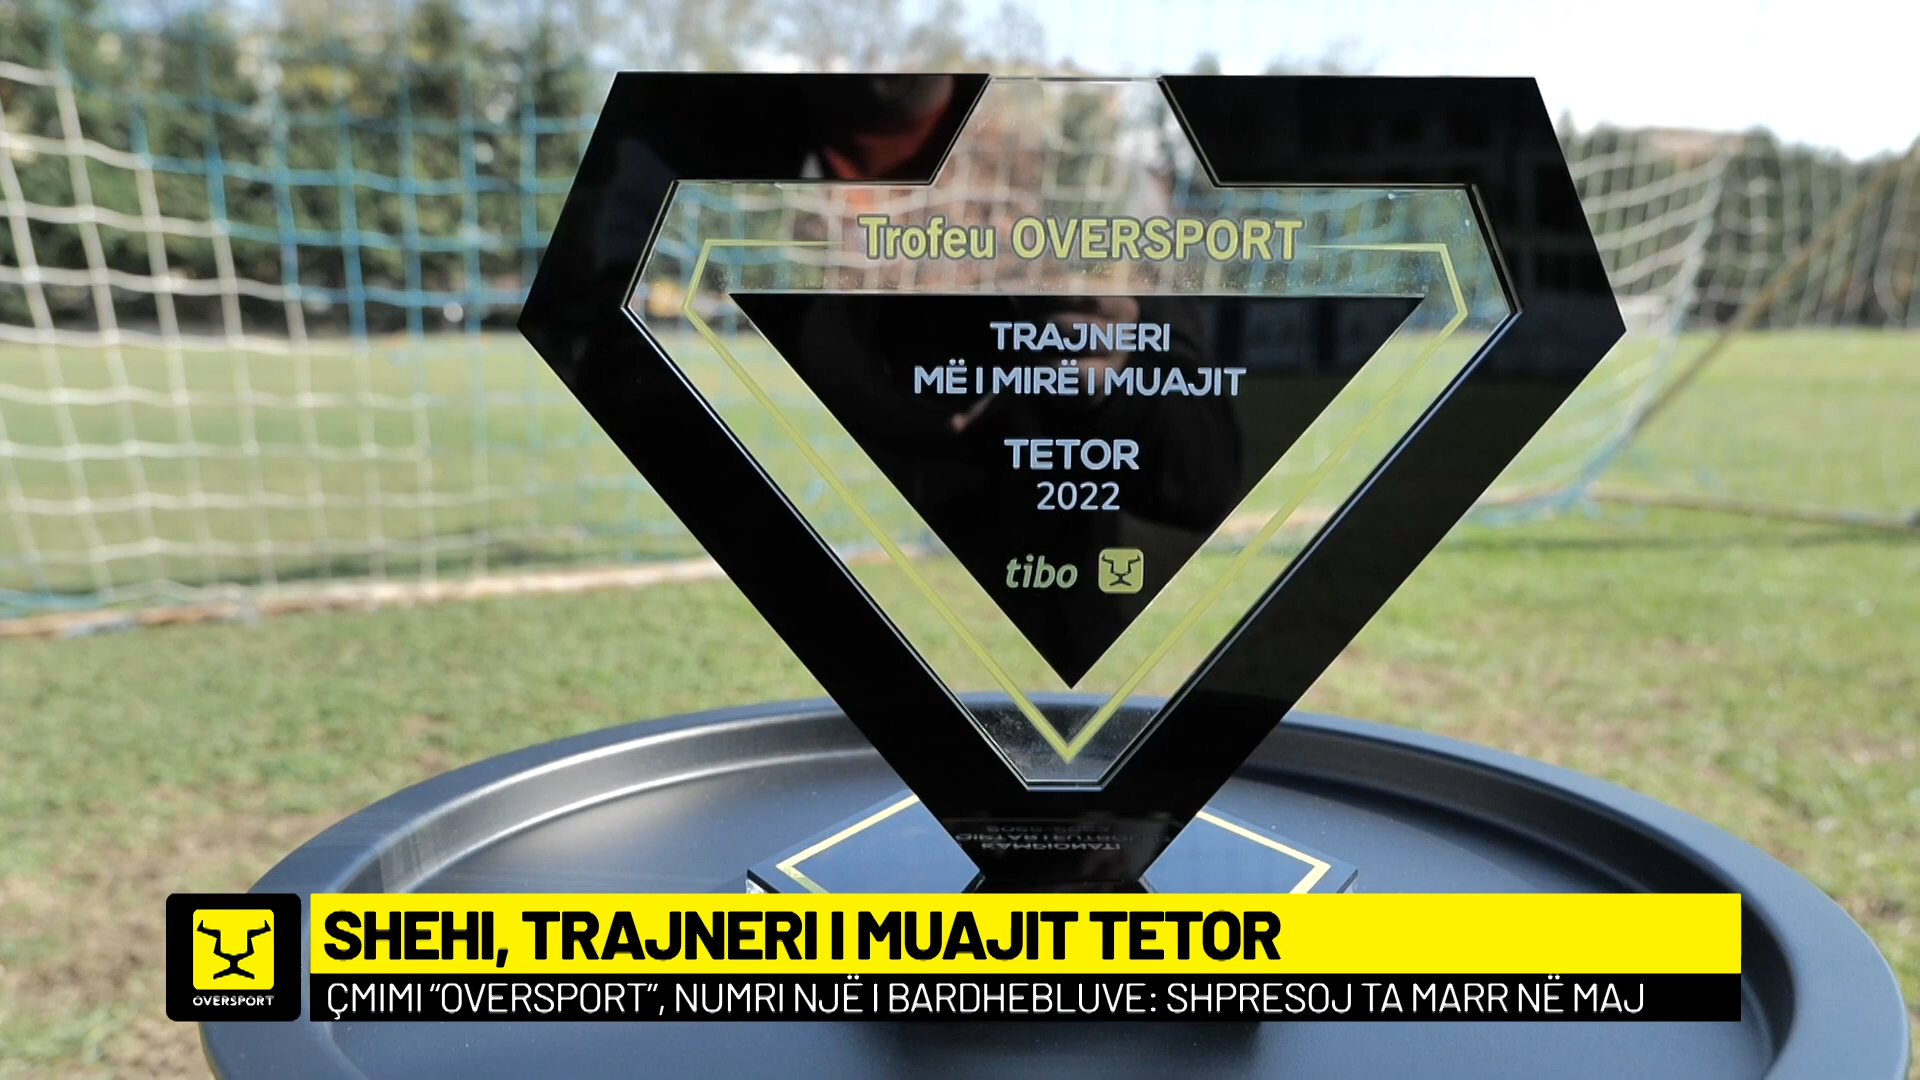 Trofeu OVERSPORT
TRAJNERI
MË I MIRË I MUAJIT
TETOR
2022
tibo
SHEHI, TRAJNERI I MUAJIT TETOR
OVERSPORT
ÇMIMI “OVERSPORT”, NUMRI NJË I BARDHEBLUVE: SHPRESOJ TA MARR NË MAJ